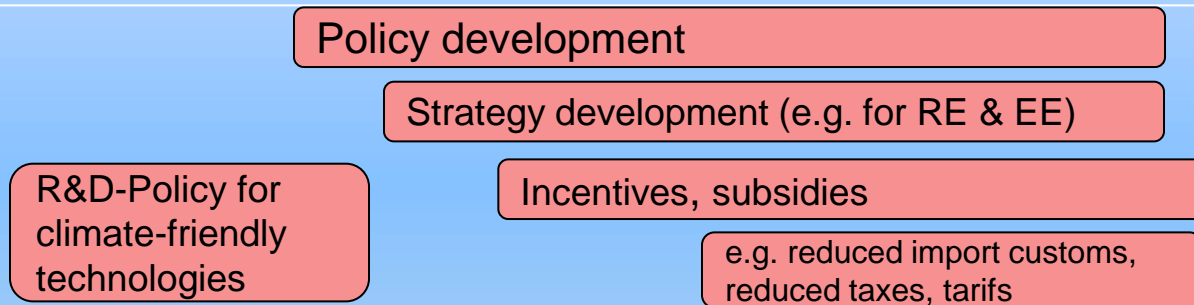 Policy development
Strategy development (e.g. for RE & EE)
R&D-Policy for
climate-friendly
technologies
Incentives, subsidies
e.g. reduced import customs,
reduced taxes, tarifs